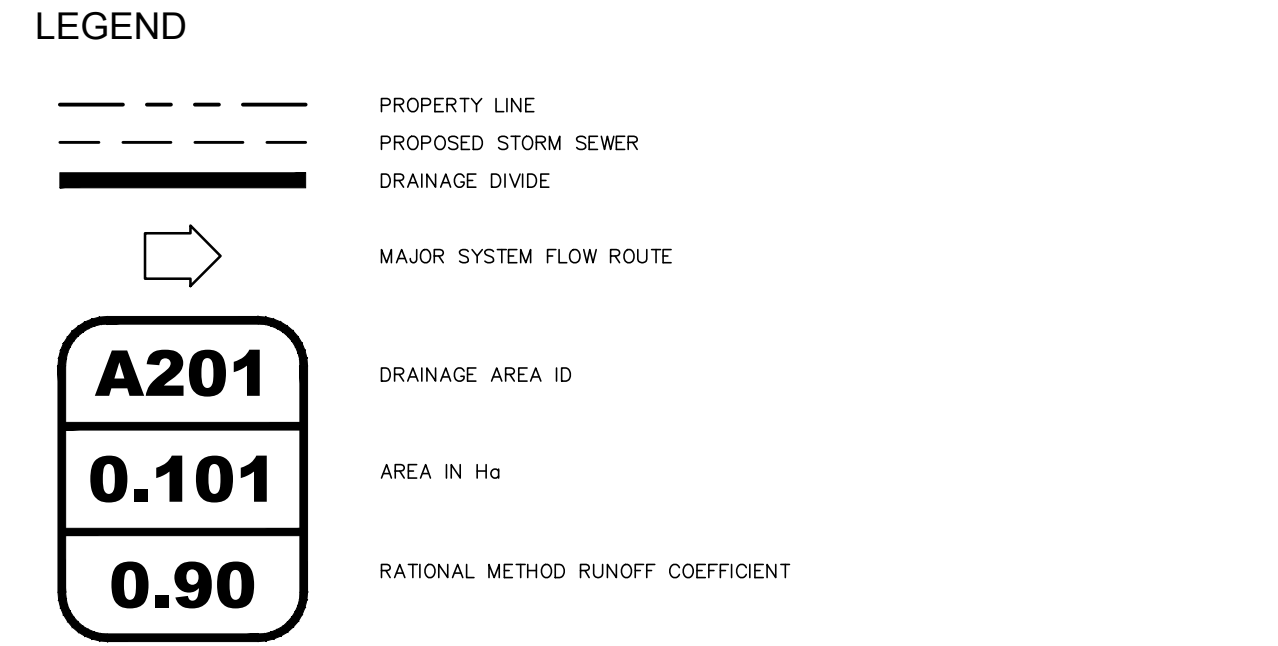 LEGEND
PROPERTY LINE
PROPOSED STORM SEWER
DRAINAGE DIVIDE
MAJOR SYSTEM FLOW ROUTE
A201 DRAINAGE AREA ID
0.101 AREA IN Ha
0.90 RATIONAL METHOD RUNOFF COEFFICIENT